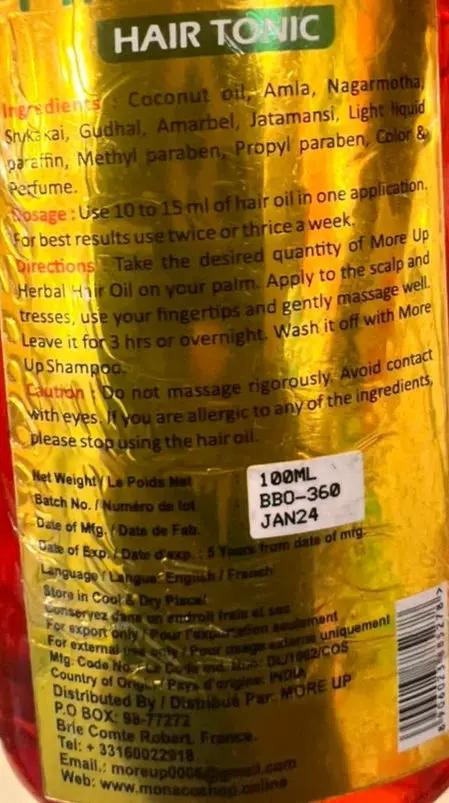 HAIR TONIC
Ingredients : Coconut oil, Amla, Nagarmotha,
Shykakai, Gudhal, Amarbel, Jatamansi, Light liquid
paraffin, Methyl paraben, Propyl paraben, Color &
Perfume.
Dosage : Use 10 to 15 ml of hair oil in one application.
For best results use twice or thrice a week.
Directions : Take the desired quantity of More Up
Herbal Hair Oil on your palm. Apply to the scalp and
tresses, use your fingertips and gently massage well.
Leave it for 3 hrs or overnight. Wash it off with More
Up Shampoo.
Caution : Do not massage rigorously. Avoid contact
with eyes. If you are allergic to any of the ingredients,
please stop using the hair oil.
Net Weight / Le Poids Net
100ML
Batch No. / Numéro de lot
BBO-360
Date of Mfg. / Date de Fab.
JAN24
Date of Exp. / Date d'exp. : 5 Years from date of mfg.
Language / Langue: English / French
Store in Cool & Dry Place/
Conservez dans un endroit frais et sec
For export only / Pour l'exportation seulement
For external use only / Pour usage externe uniquement
Mfg. Code No.
Country of Origin / Pays d'origine: INDIA
Distributed By / Distribué Par: MORE UP
P.O BOX: 98-77272
Brie Comte Robert, France.
Tel: + 33160022918
Email.: moreup0006@gmail.com
Web: www.monacoshop.online